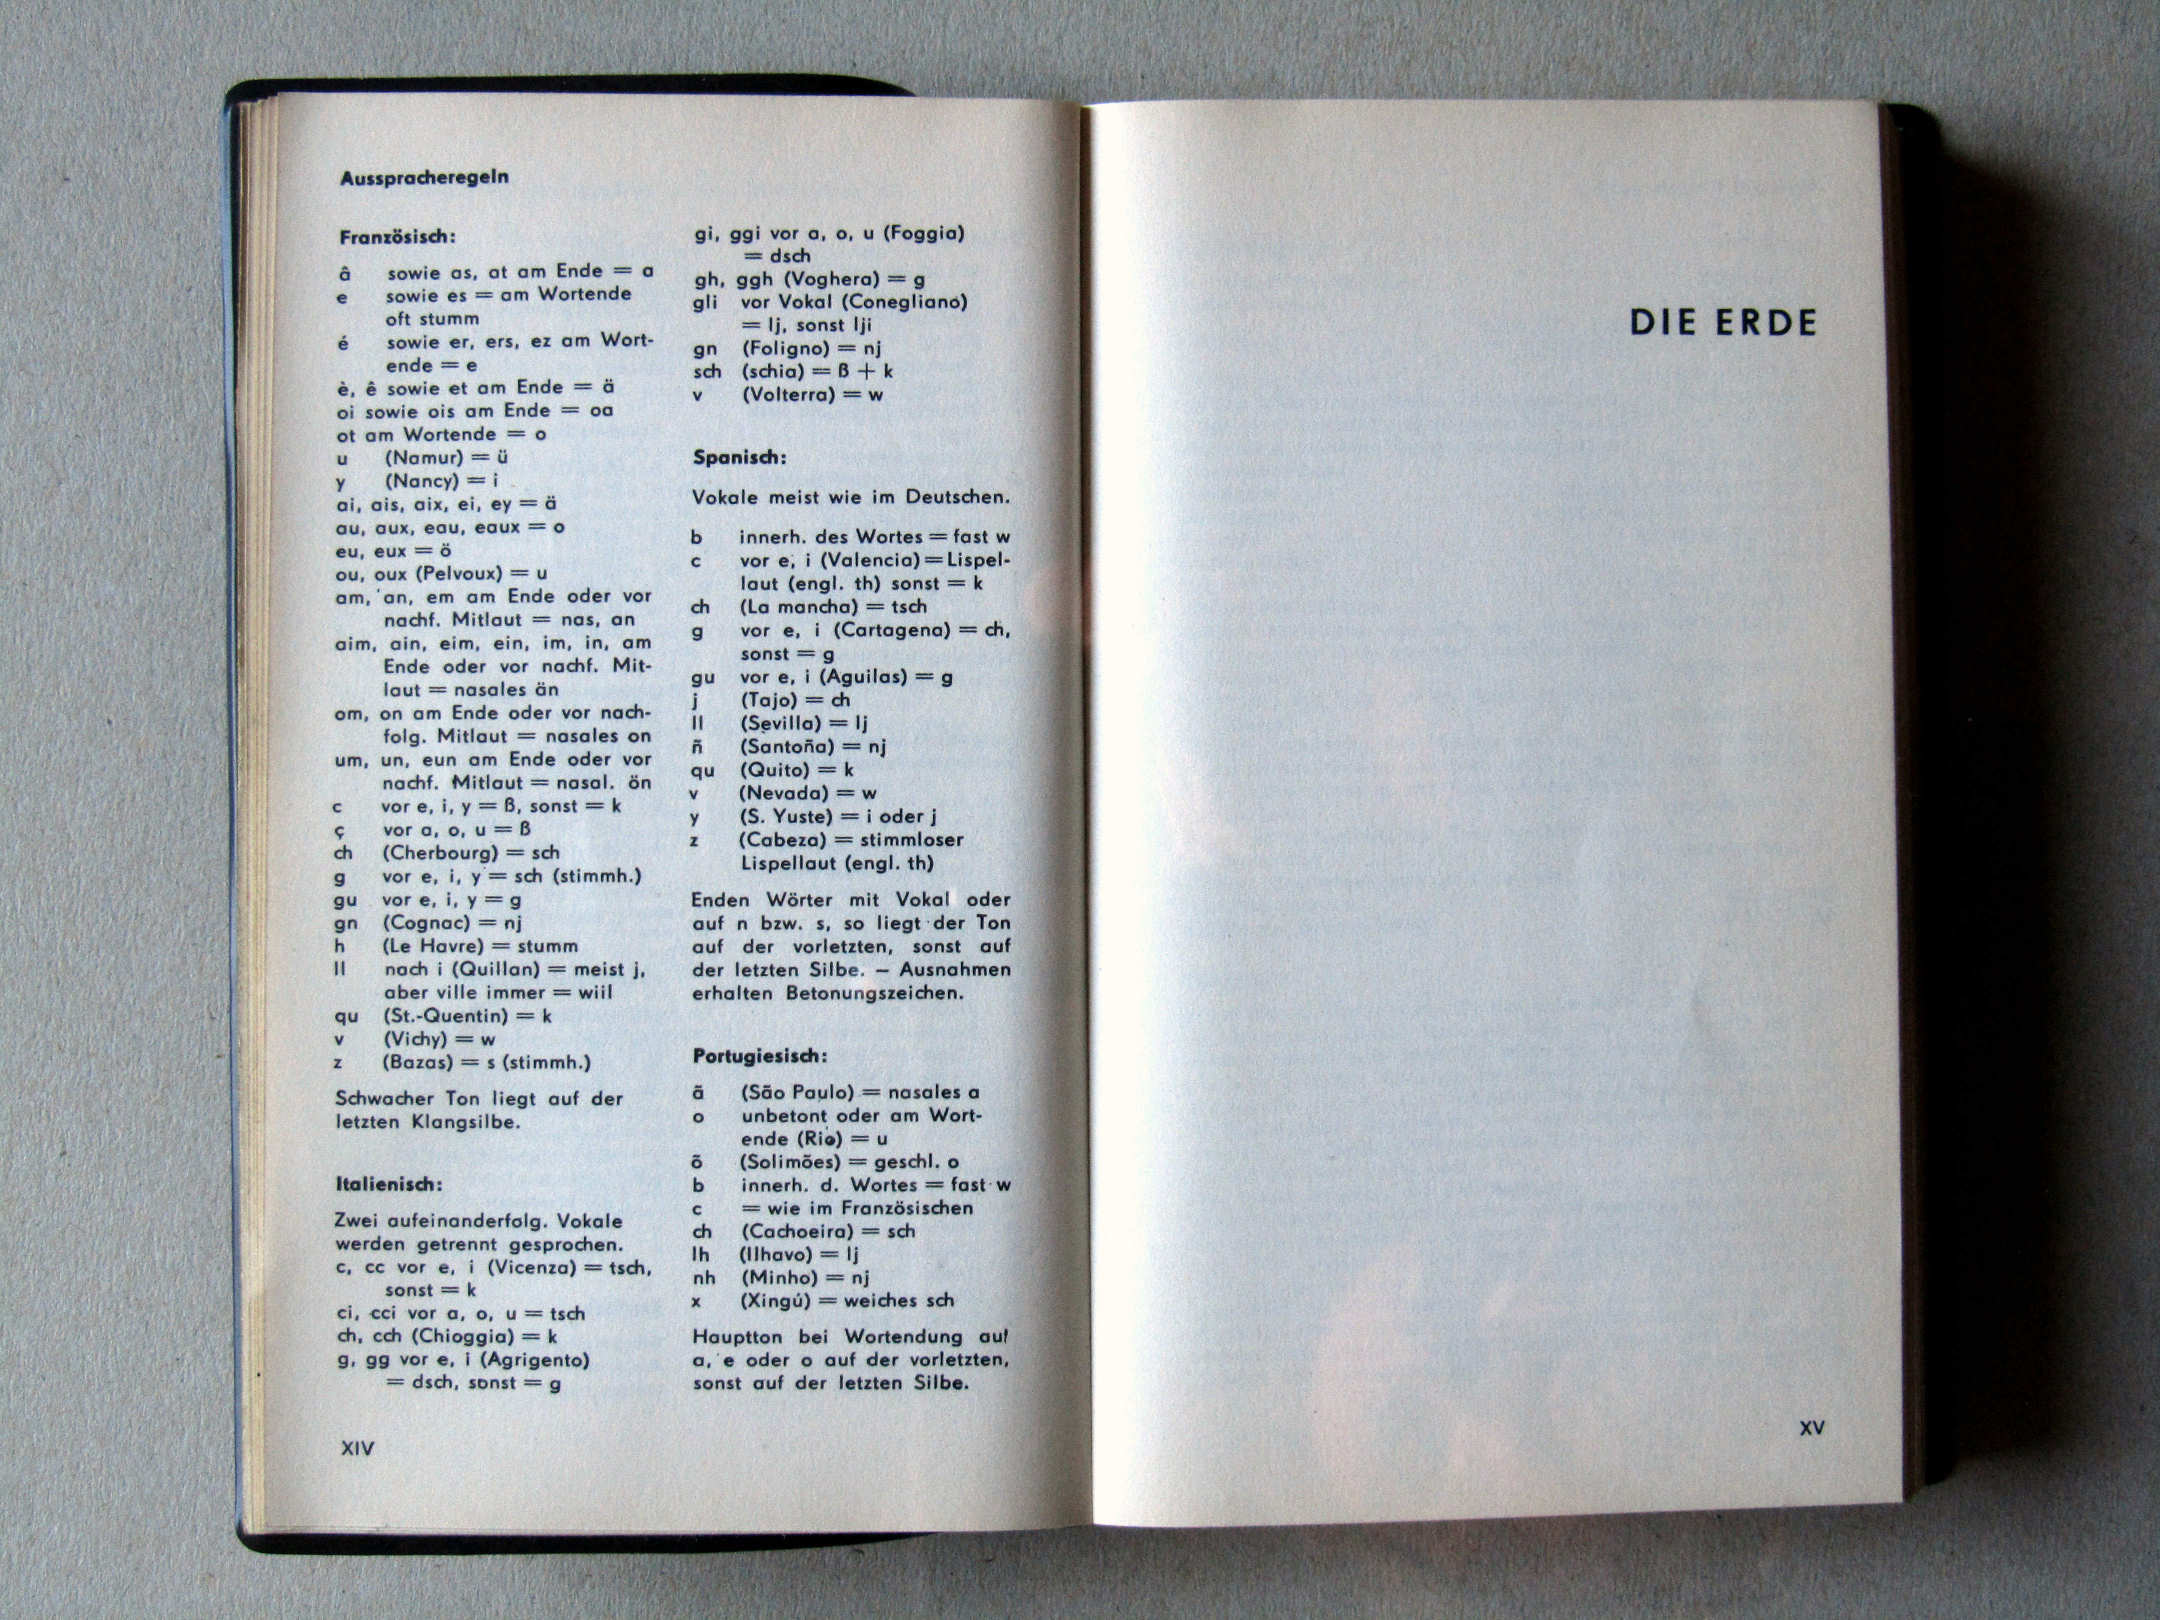 Ausspracheregeln
Französisch:
â sowie as, at am Ende = a
e sowie es = am Wortende
oft stumm
é sowie er, ers, ez am Wort-
ende = e
è, ê sowie et am Ende = ä
oi sowie ois am Ende = oa
ot am Wortende = o
u (Namur) = ü
y (Nancy) = i
ai, ais, aix, ei, ey = ä
au, aux, eau, eaux = o
eu, eux = ö
ou, oux (Pelvoux) = u
am, an, em am Ende oder vor
nachf. Mitlaut = nas, an
aim, ain, eim, ein, im, in, am
Ende oder vor nachf. Mit-
laut = nasales än
om, on am Ende oder vor nach-
folg. Mitlaut = nasales on
um, un, eun am Ende oder vor
nachf. Mitlaut = nasal. ön
c vor e, i, y = ß, sonst = k
ç vor a, o, u = ß
ch (Cherbourg) = sch
g vor e, i, y = sch (stimmh.)
gu vor e, i, y = g
gn (Cognac) = nj
h (Le Havre) = stumm
ll nach i (Quillan) = meist j,
aber ville immer = wiil
qu (St.-Quentin) = k
v (Vichy) = w
z (Bazas) = s (stimmh.)
Schwacher Ton liegt auf der
letzten Klangsilbe.
Italienisch:
Zwei aufeinanderfolg. Vokale
werden getrennt gesprochen.
c, cc vor e, i (Vicenza) = tsch,
sonst = k
ci, cci vor a, o, u = tsch
ch, cch (Chioggia) = k
g, gg vor e, i (Agrigento)
= dsch, sonst = g
XIV
gi, ggi vor a, o, u (Foggia)
= dsch
gh, ggh (Voghera) = g
gli vor Vokal (Conegliano)
= lj, sonst lji
gn (Foligno) = nj
sch (schia) = ß + k
v (Volterra) = w
Spanisch:
Vokale meist wie im Deutschen.
b innerh. des Wortes = fast w
c vor e, i (Valencia) = Lispel-
laut (engl. th) sonst = k
ch (La mancha) = tsch
g vor e, i (Cartagena) = ch,
sonst = g
gu vor e, i (Aguilas) = g
j (Tajo) = ch
ll (Sevilla) = lj
ñ (Santoña) = nj
qu (Quito) = k
v (Nevada) = w
y (S. Yuste) = i oder j
z (Cabeza) = stimmloser
Lispellaut (engl. th)
Enden Wörter mit Vokal oder
auf n bzw. s, so liegt der Ton
auf der vorletzten, sonst auf
der letzten Silbe. – Ausnahmen
erhalten Betonungszeichen.
Portugiesisch:
ã (São Paulo) = nasales a
o unbetont oder am Wort-
ende (Rio) = u
õ (Solimões) = geschl. o
b innerh. d. Wortes = fast w
c = wie im Französischen
ch (Cachoeira) = sch
lh (Ilhavo) = lj
nh (Minho) = nj
x (Xingú) = weiches sch
Hauptton bei Wortendung auf
a, e oder o auf der vorletzten,
sonst auf der letzten Silbe.
DIE ERDE
XV